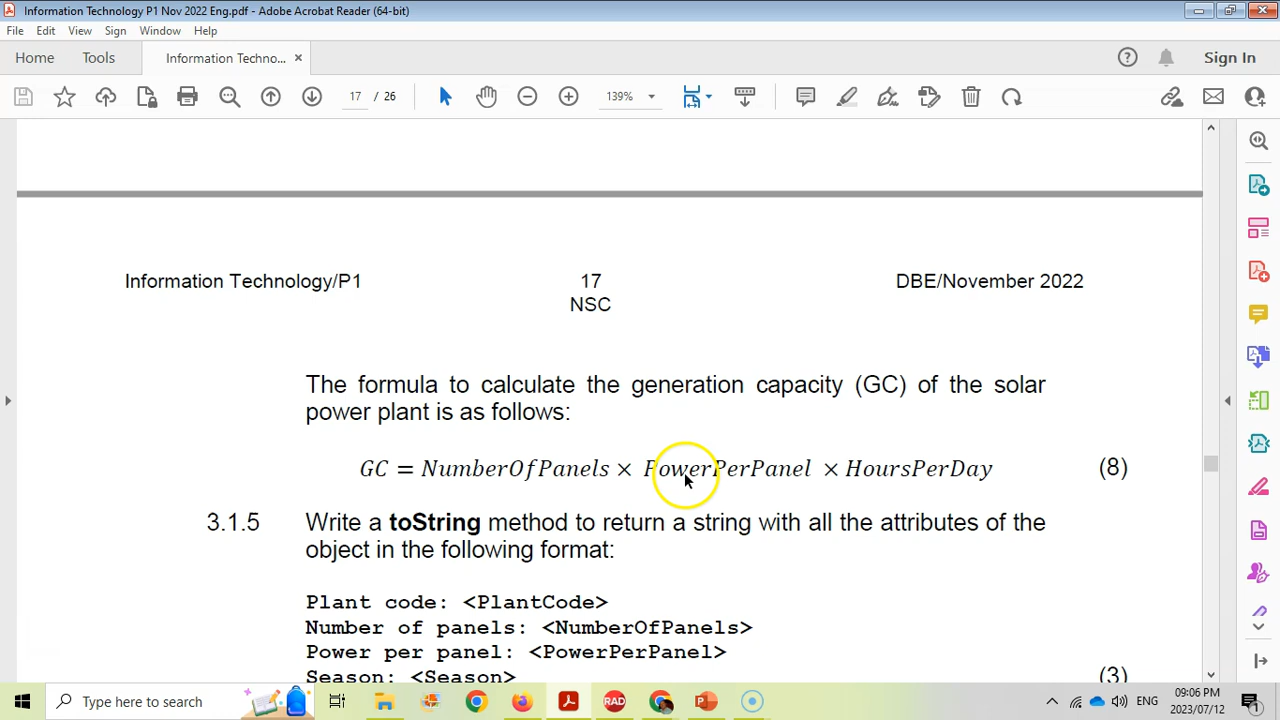 Information Technology P1 Nov 2022 Eng.pdf - Adobe Acrobat Reader (64-bit)
File Edit View Sign Window Help
Home Tools Information Techno... × Sign In
17 / 26 139%
Information Technology/P1 17 DBE/November 2022
NSC
The formula to calculate the generation capacity (GC) of the solar
power plant is as follows:
GC = NumberOfPanels × PowerPerPanel × HoursPerDay (8)
3.1.5 Write a toString method to return a string with all the attributes of the
object in the following format:
Plant code: <PlantCode>
Number of panels: <NumberOfPanels>
Power per panel: <PowerPerPanel>
Season: <Season> (3)
Type here to search RAD ENG 09:06 PM
2023/07/12 1